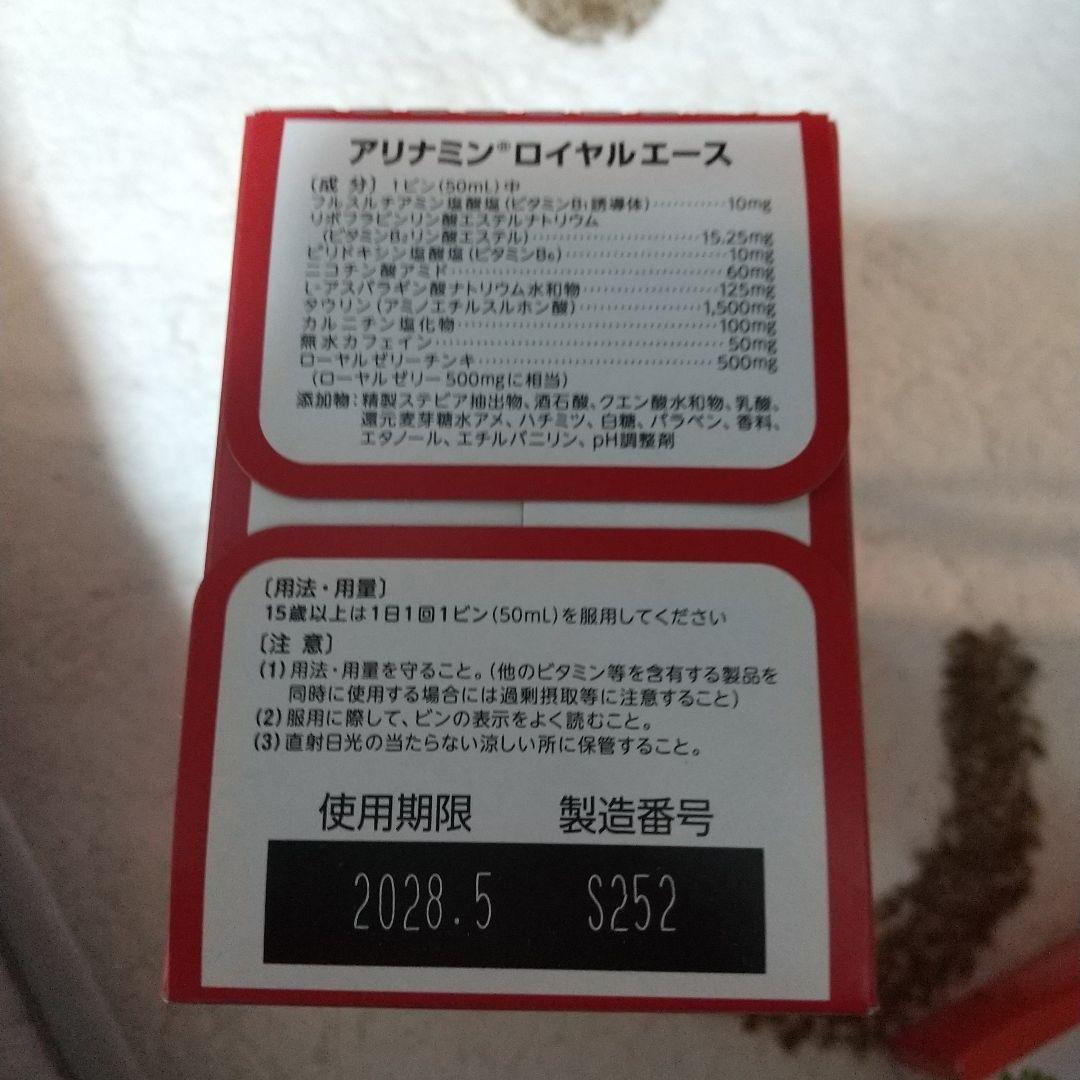 アリナミン®ロイヤルエース
〔成 分〕 1ビン(50mL)中
フルスルチアミン塩酸塩(ビタミンB₁誘導体)‥‥‥‥10mg
リボフラビンリン酸エステルナトリウム
(ビタミンB₂リン酸エステル)‥‥‥‥‥‥‥‥15.25mg
ピリドキシン塩酸塩(ビタミンB₆)‥‥‥‥‥‥‥10mg
ニコチン酸アミド‥‥‥‥‥‥‥‥‥‥‥‥60mg
L-アスパラギン酸ナトリウム水和物‥‥‥‥‥‥125mg
タウリン(アミノエチルスルホン酸)‥‥‥‥‥‥1,500mg
カルニチン塩化物‥‥‥‥‥‥‥‥‥‥‥‥100mg
無水カフェイン‥‥‥‥‥‥‥‥‥‥‥‥‥50mg
ローヤルゼリーチンキ‥‥‥‥‥‥‥‥‥‥‥500mg
(ローヤルゼリー500mgに相当)
添加物:精製ステビア抽出物、酒石酸、クエン酸水和物、乳酸、
還元麦芽糖水アメ、ハチミツ、白糖、パラベン、香料、
エタノール、エチルバニリン、pH調整剤
〔用法・用量〕
15歳以上は1日1回1ビン(50mL)を服用してください
〔注 意〕
(1)用法・用量を守ること。(他のビタミン等を含有する製品を
同時に使用する場合には過剰摂取等に注意すること)
(2)服用に際して、ビンの表示をよく読むこと。
(3)直射日光の当たらない涼しい所に保管すること。
使用期限 製造番号
2028.5 S252